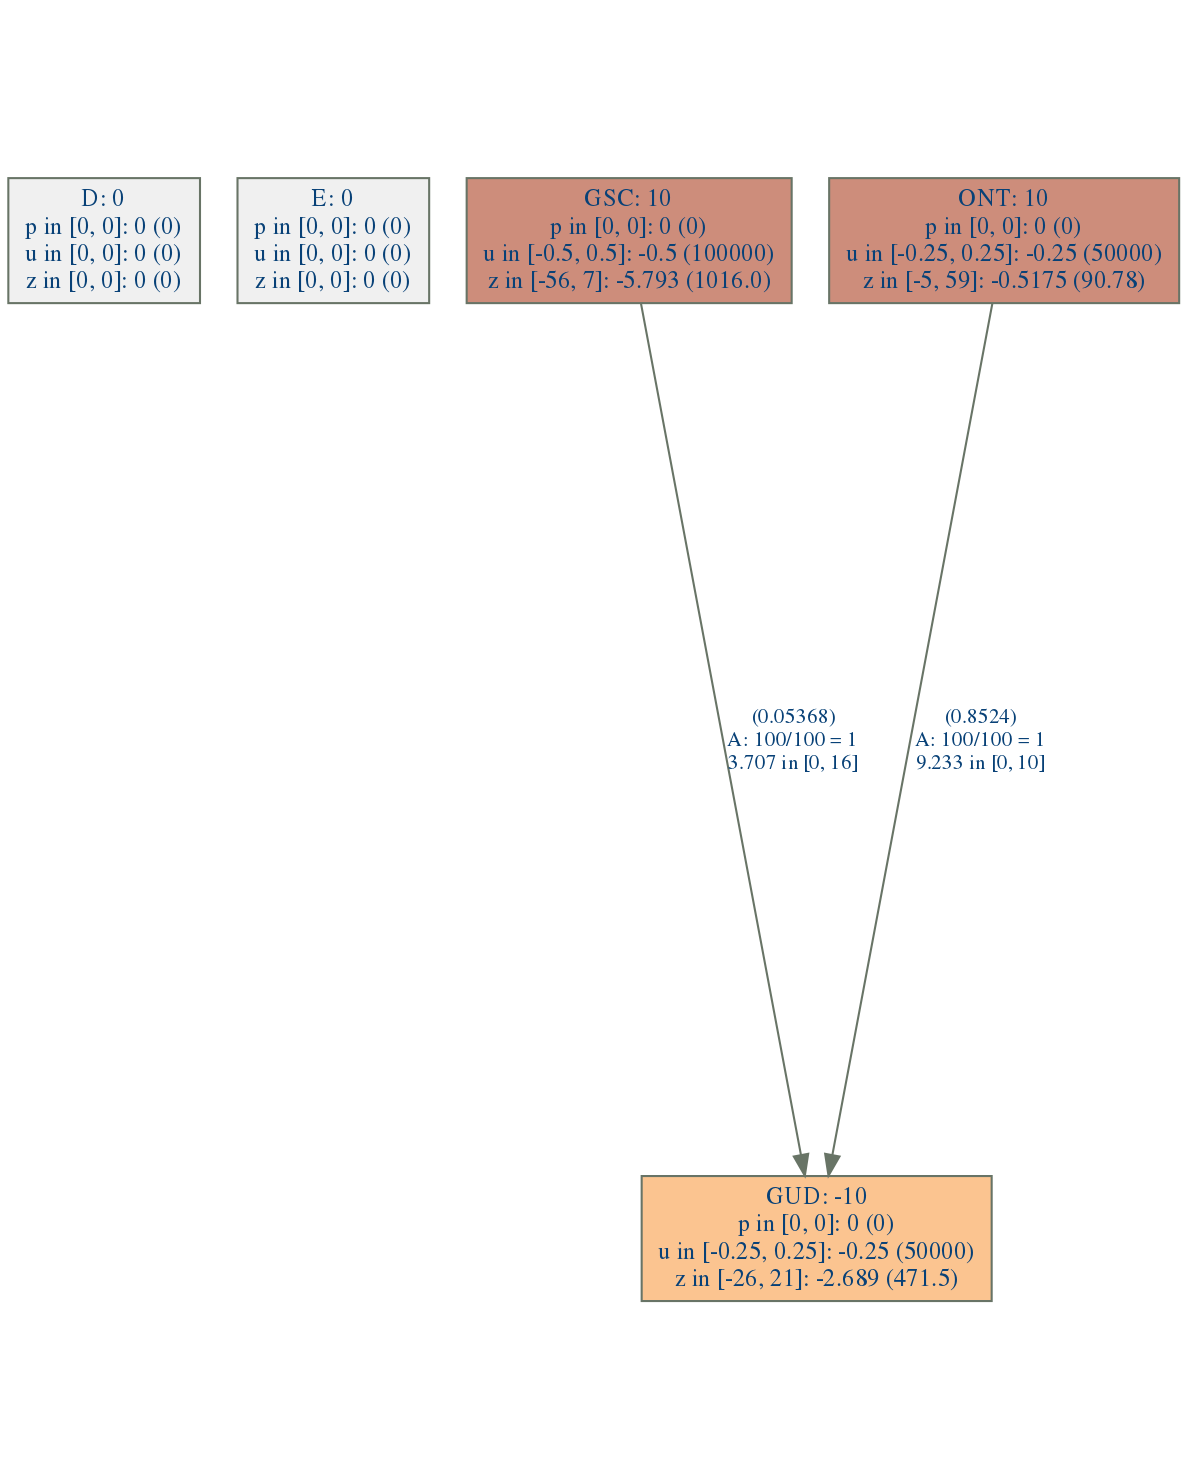 D: 0
p in [0, 0]: 0 (0)
u in [0, 0]: 0 (0)
z in [0, 0]: 0 (0)
E: 0
p in [0, 0]: 0 (0)
u in [0, 0]: 0 (0)
z in [0, 0]: 0 (0)
GSC: 10
p in [0, 0]: 0 (0)
u in [-0.5, 0.5]: -0.5 (100000)
z in [-56, 7]: -5.793 (1016.0)
ONT: 10
p in [0, 0]: 0 (0)
u in [-0.25, 0.25]: -0.25 (50000)
z in [-5, 59]: -0.5175 (90.78)
(0.05368)
A: 100/100 = 1
3.707 in [0, 16]
(0.8524)
A: 100/100 = 1
9.233 in [0, 10]
GUD: -10
p in [0, 0]: 0 (0)
u in [-0.25, 0.25]: -0.25 (50000)
z in [-26, 21]: -2.689 (471.5)